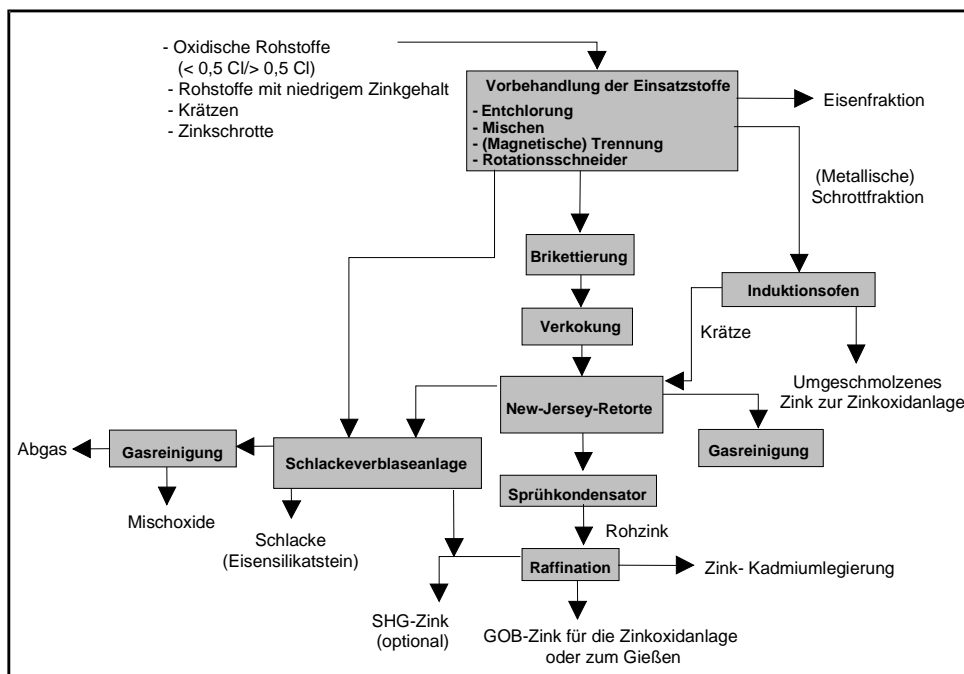 - Oxidische Rohstoffe
(< 0,5 Cl/> 0,5 Cl)
- Rohstoffe mit niedrigem Zinkgehalt
- Krätzen
- Zinkschrotte
Vorbehandlung der Einsatzstoffe
- Entchlorung
- Mischen
- (Magnetische) Trennung
- Rotationsschneider
Eisenfraktion
(Metallische)
Schrottfraktion
Brikettierung
Induktionsofen
Verkokung
Krätze
Umgeschmolzenes
Zink zur Zinkoxidanlage
New-Jersey-Retorte
Abgas
Gasreinigung
Schlackeverblaseanlage
Gasreinigung
Sprühkondensator
Mischoxide
Schlacke
(Eisensilikatstein)
Rohzink
Raffination
Zink- Kadmiumlegierung
SHG-Zink
(optional)
GOB-Zink für die Zinkoxidanlage
oder zum Gießen